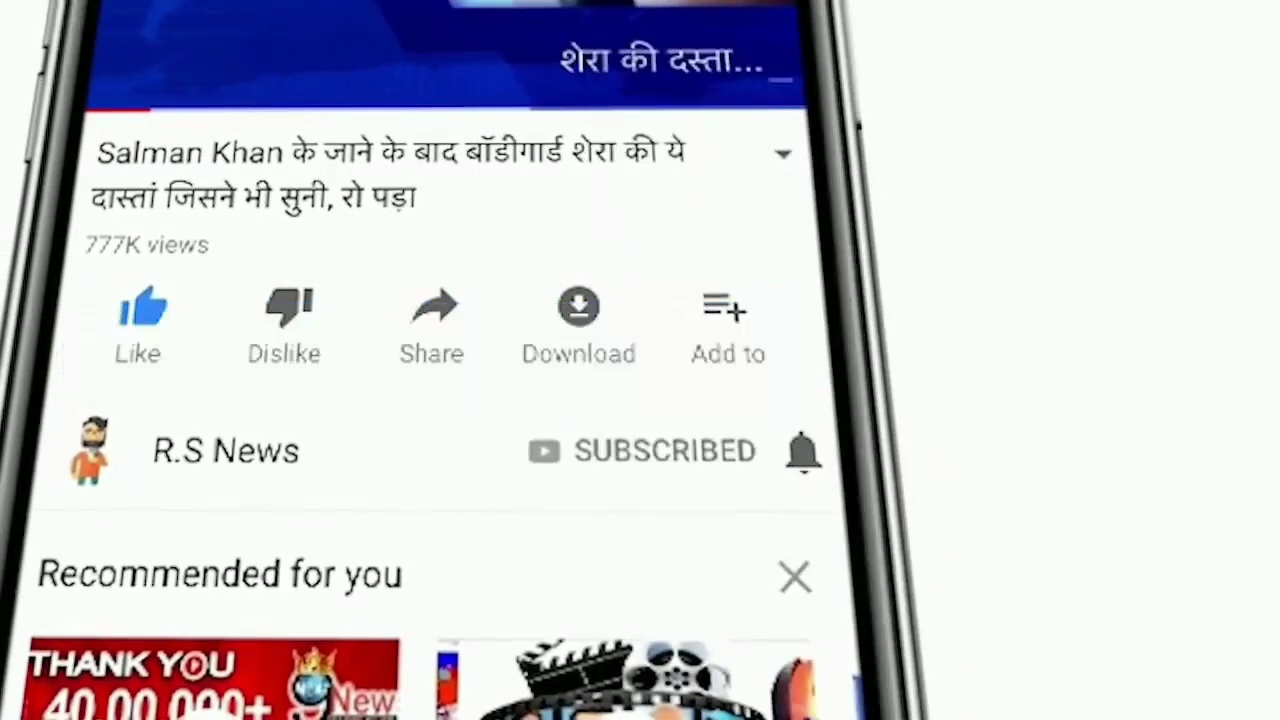 शेरा की दस्ता...
Salman Khan के जाने के बाद बॉडीगार्ड शेरा की ये
दास्तां जिसने भी सुनी, रो पड़ा
777K views
Like Dislike Share Download Add to
R.S News SUBSCRIBED
Recommended for you
THANK YOU
40,00,000+
New